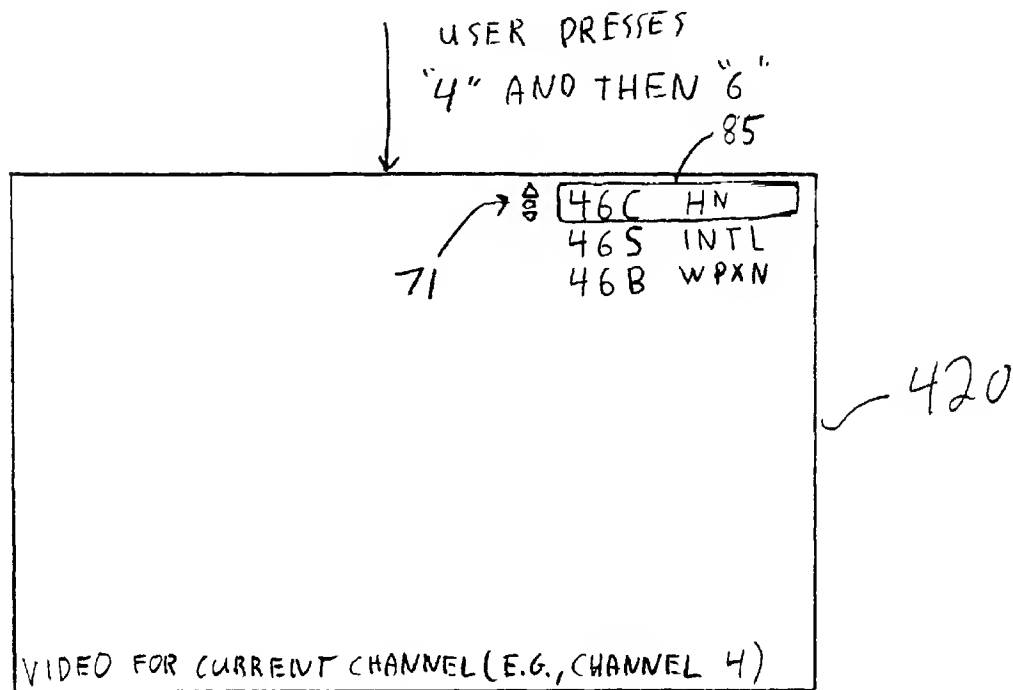 USER PRESSES
"4" AND THEN "6"
85
46C HN
46S INTL
46B WPXN
71
420
VIDEO FOR CURRENT CHANNEL (E.G., CHANNEL 4)